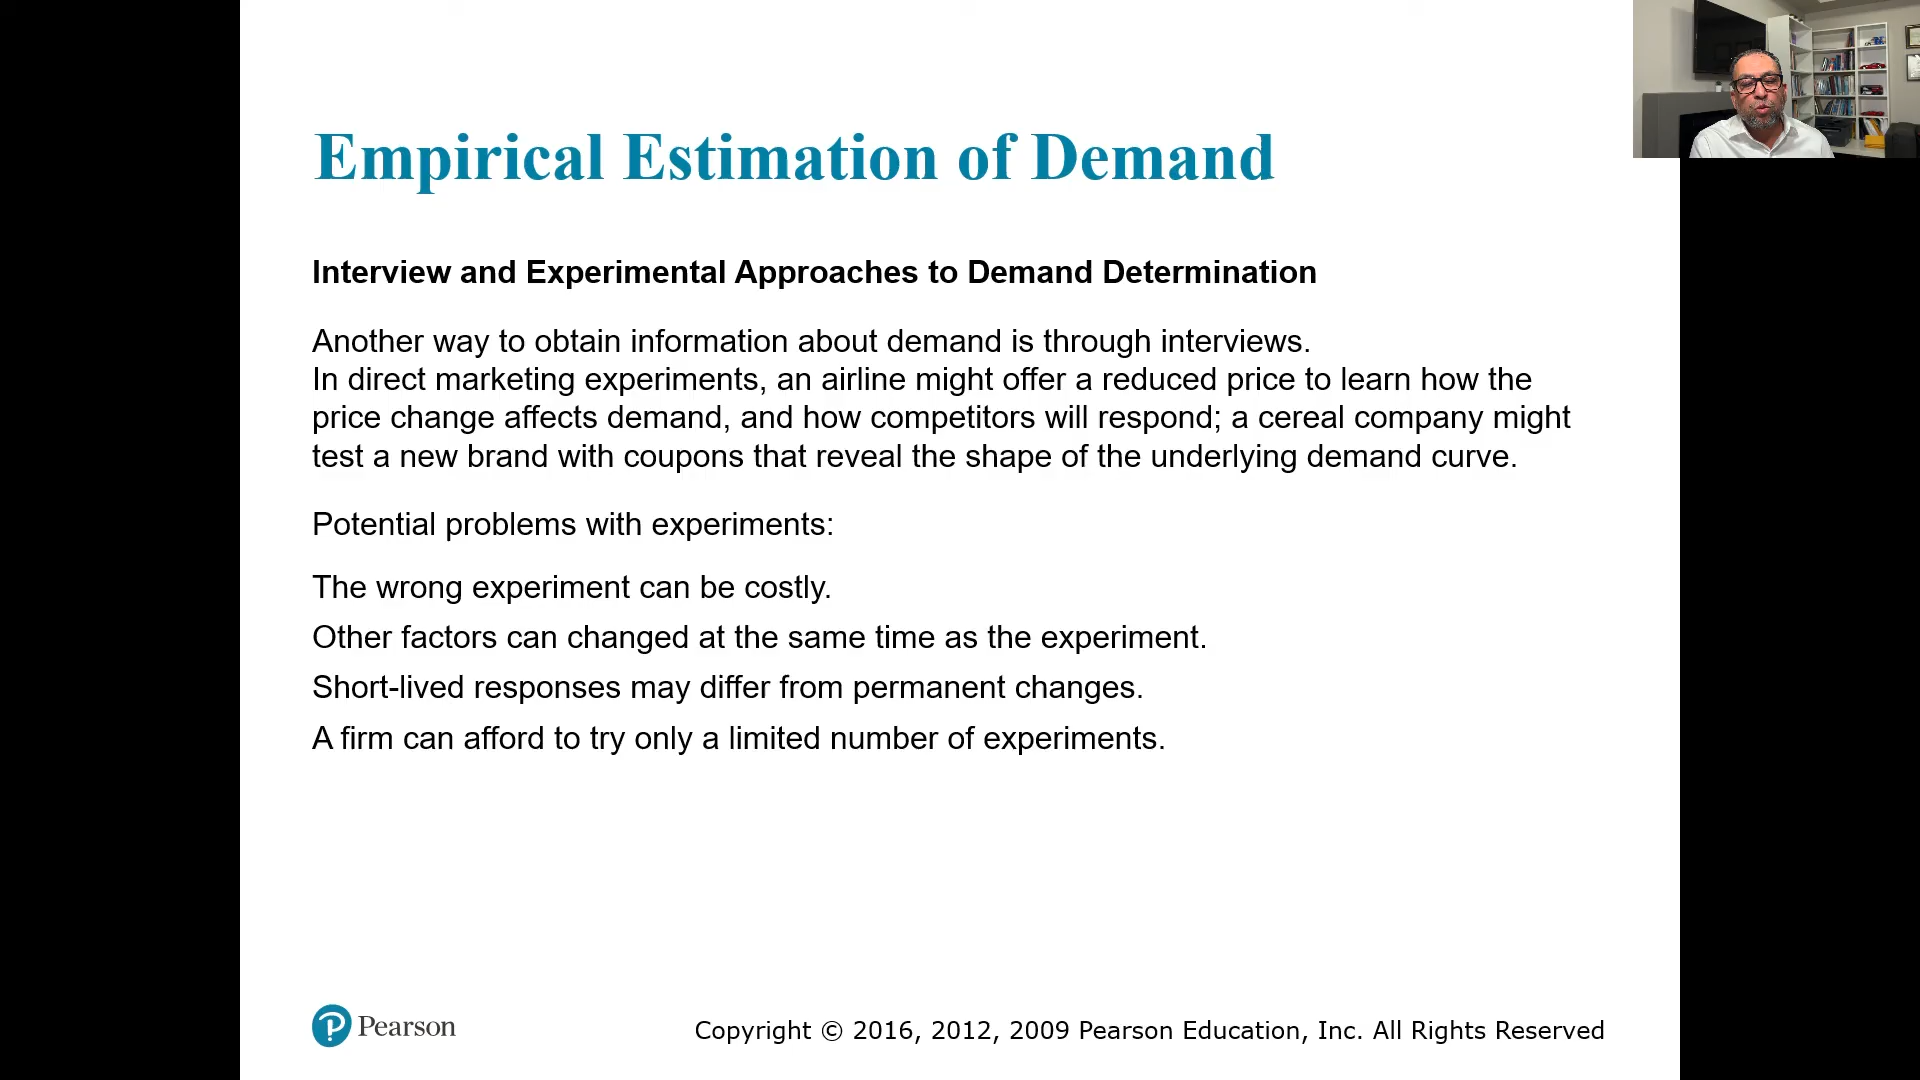 Empirical Estimation of Demand
Interview and Experimental Approaches to Demand Determination
Another way to obtain information about demand is through interviews.
In direct marketing experiments, an airline might offer a reduced price to learn how the
price change affects demand, and how competitors will respond; a cereal company might
test a new brand with coupons that reveal the shape of the underlying demand curve.
Potential problems with experiments:
The wrong experiment can be costly.
Other factors can changed at the same time as the experiment.
Short-lived responses may differ from permanent changes.
A firm can afford to try only a limited number of experiments.
Pearson
Copyright © 2016, 2012, 2009 Pearson Education, Inc. All Rights Reserved